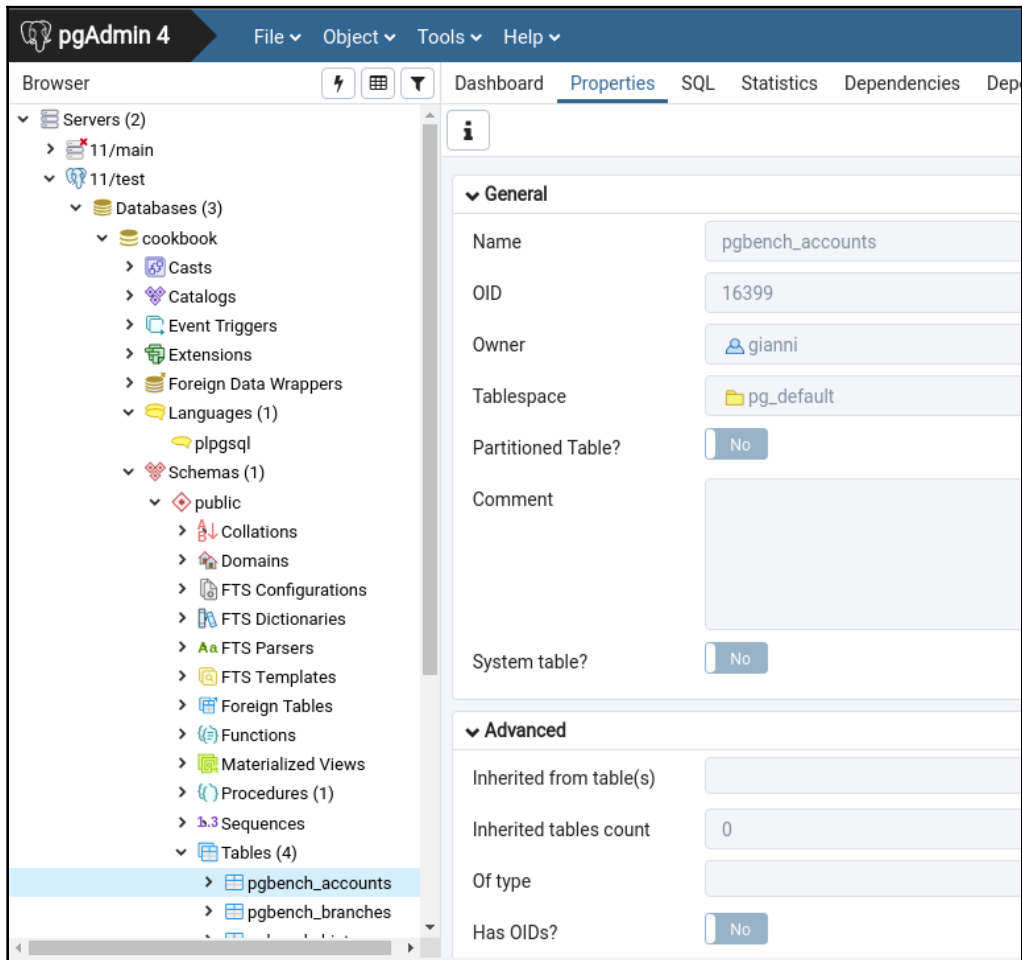 pgAdmin 4
File Object Tools Help
Browser
Dashboard Properties SQL Statistics Dependencies Dep
Servers (2)
11/main
11/test
Databases (3)
cookbook
Casts
Catalogs
Event Triggers
Extensions
Foreign Data Wrappers
Languages (1)
plpgsql
Schemas (1)
public
Collations
Domains
FTS Configurations
FTS Dictionaries
Aa FTS Parsers
FTS Templates
Foreign Tables
Functions
Materialized Views
Procedures (1)
1..3 Sequences
Tables (4)
pgbench_accounts
pgbench_branches
i
General
Name pgbench_accounts
OID 16399
Owner gianni
Tablespace pg_default
Partitioned Table? No
Comment
System table? No
Advanced
Inherited from table(s)
Inherited tables count 0
Of type
Has OIDs? No